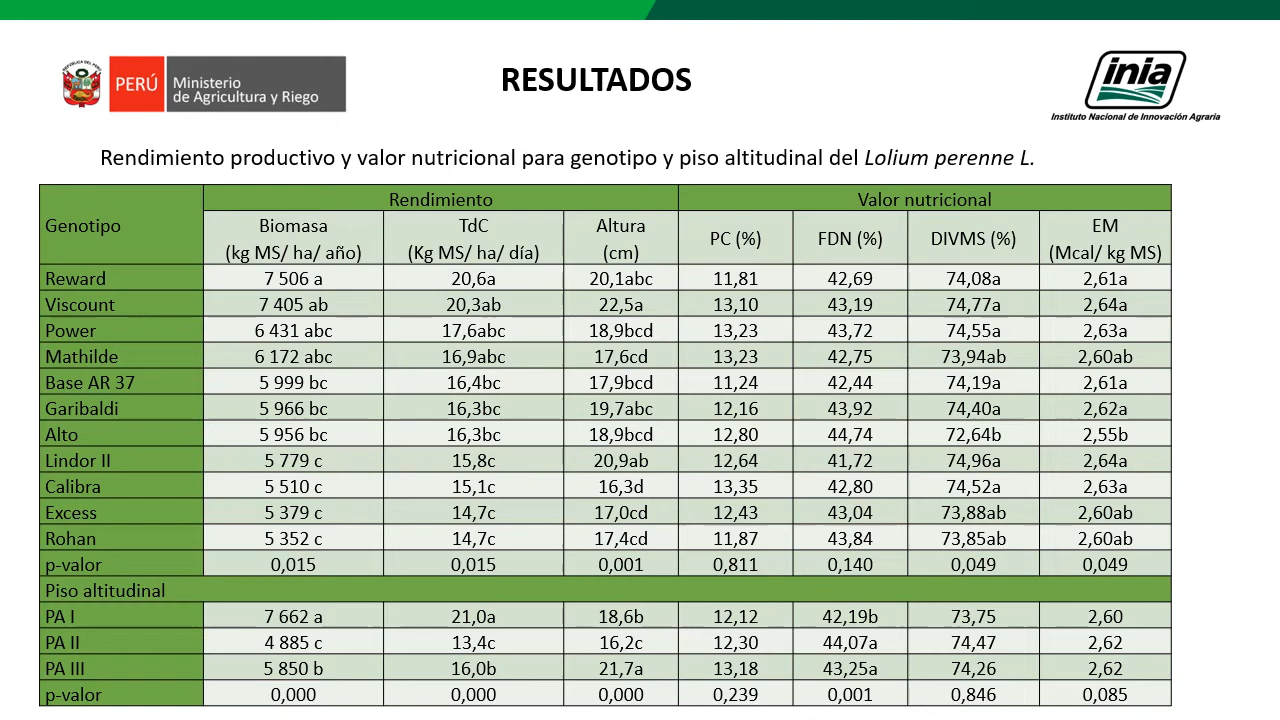 PERÚ
Ministerio
de Agricultura y Riego
RESULTADOS
inia
Instituto Nacional de Innovación Agraria
Rendimiento productivo y valor nutricional para genotipo y piso altitudinal del Lolium perenne L.
Genotipo Rendimiento Valor nutricional
Biomasa (kg MS/ ha/ año) TdC (Kg MS/ ha/ día) Altura (cm) PC (%) FDN (%) DIVMS (%) EM (Mcal/ kg MS)
Reward 7 506 a 20,6a 20,1abc 11,81 42,69 74,08a 2,61a
Viscount 7 405 ab 20,3ab 22,5a 13,10 43,19 74,77a 2,64a
Power 6 431 abc 17,6abc 18,9bcd 13,23 43,72 74,55a 2,63a
Mathilde 6 172 abc 16,9abc 17,6cd 13,23 42,75 73,94ab 2,60ab
Base AR 37 5 999 bc 16,4bc 17,9bcd 11,24 42,44 74,19a 2,61a
Garibaldi 5 966 bc 16,3bc 19,7abc 12,16 43,92 74,40a 2,62a
Alto 5 956 bc 16,3bc 18,9bcd 12,80 44,74 72,64b 2,55b
Lindor II 5 779 c 15,8c 20,9ab 12,64 41,72 74,96a 2,64a
Calibra 5 510 c 15,1c 16,3d 13,35 42,80 74,52a 2,63a
Excess 5 379 c 14,7c 17,0cd 12,43 43,04 73,88ab 2,60ab
Rohan 5 352 c 14,7c 17,4cd 11,87 43,84 73,85ab 2,60ab
p-valor 0,015 0,015 0,001 0,811 0,140 0,049 0,049
Piso altitudinal
PA I 7 662 a 21,0a 18,6b 12,12 42,19b 73,75 2,60
PA II 4 885 c 13,4c 16,2c 12,30 44,07a 74,47 2,62
PA III 5 850 b 16,0b 21,7a 13,18 43,25a 74,26 2,62
p-valor 0,000 0,000 0,000 0,239 0,001 0,846 0,085